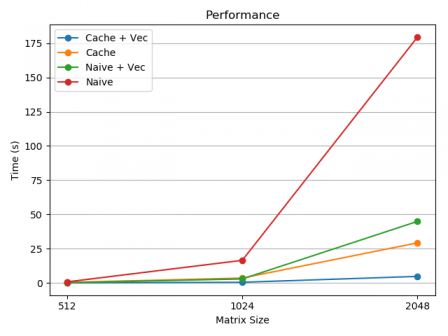 Performance
Cache + Vec
Cache
Naive + Vec
Naive
Time (s)
175
150
125
100
75
50
25
0
512
1024
2048
Matrix Size